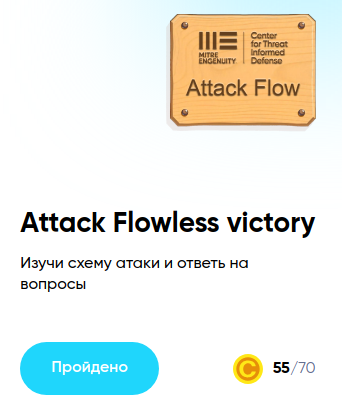 MITRE
ENGENUITY
Center
for Threat
Informed
Defense
Attack Flow
Attack Flowless victory
Изучи схему атаки и ответь на
вопросы
Пройдено
C 55/70